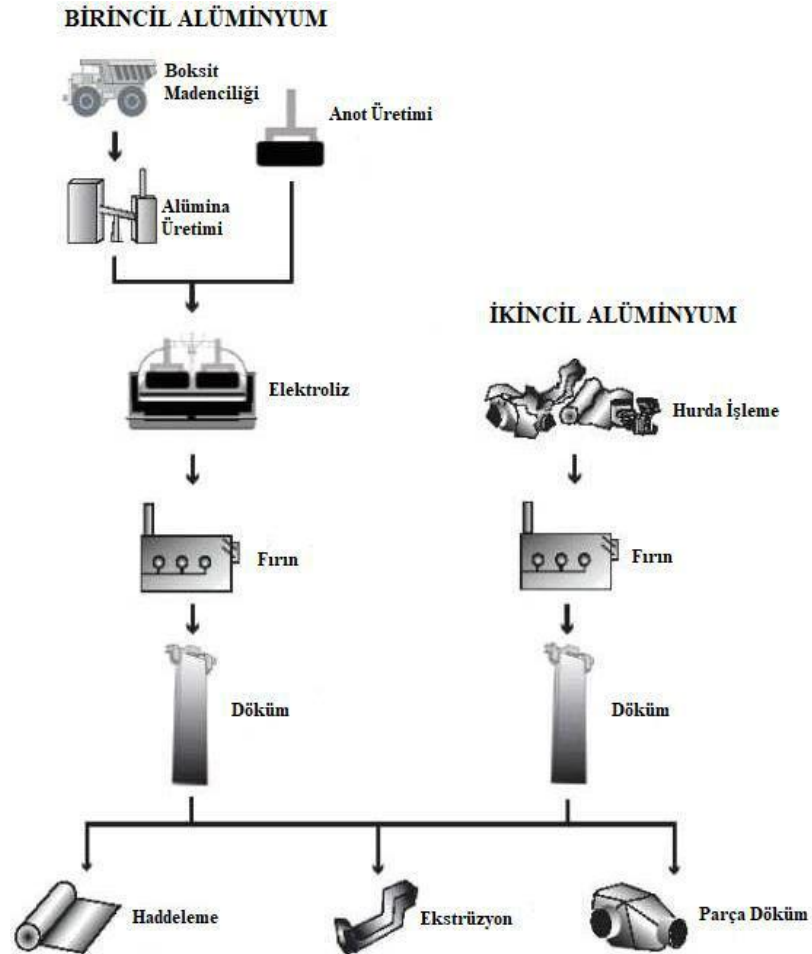 BİRİNCİL ALÜMİNYUM
Boksit
Madenciliği
Anot Üretimi
Alümina
Üretimi
İKİNCİL ALÜMİNYUM
Elektroliz
Hurda İşleme
Fırın
Fırın
Döküm
Döküm
Haddeleme
Ekstrüzyon
Parça Döküm